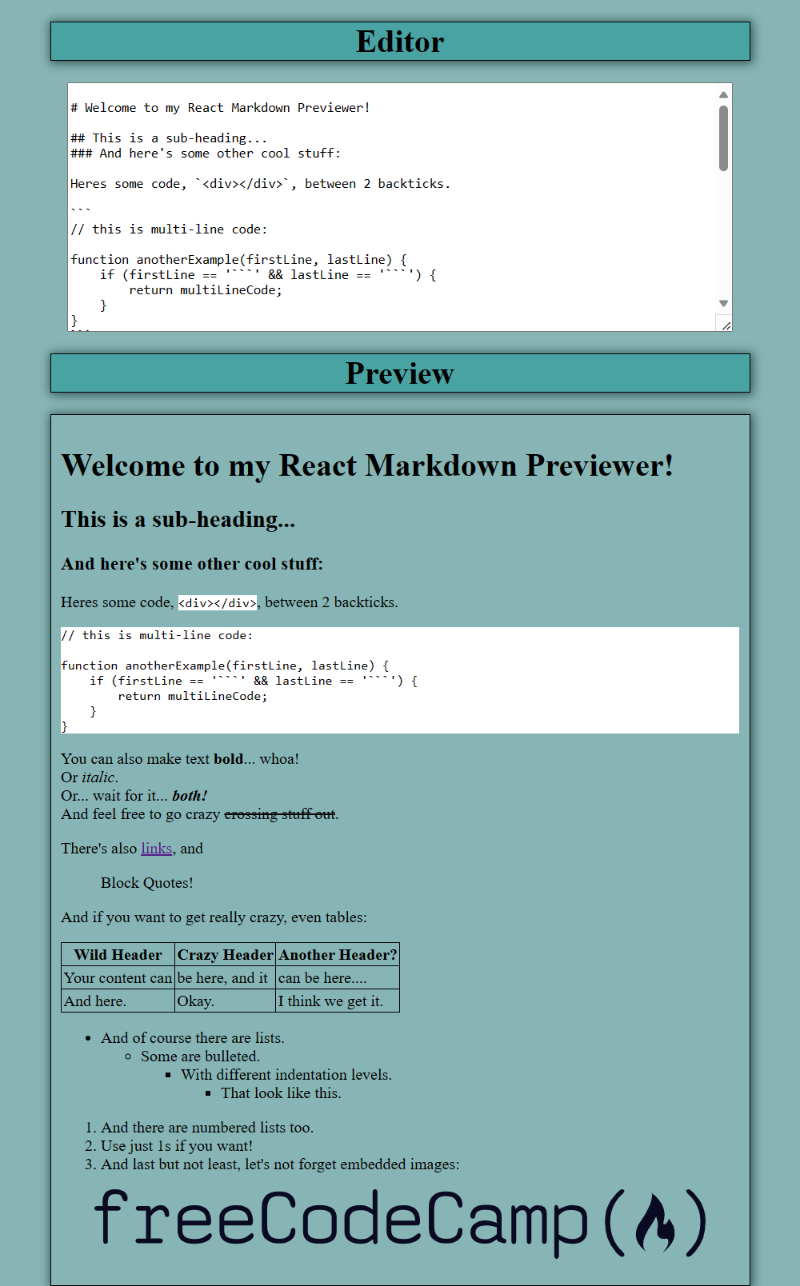 Editor
# Welcome to my React Markdown Previewer!
## This is a sub-heading...
### And here's some other cool stuff:
Heres some code, `<div></div>`, between 2 backticks.
```
// this is multi-line code:
function anotherExample(firstLine, lastLine) {
    if (firstLine == '```' && lastLine == '```') {
        return multiLineCode;
    }
}
Preview
Welcome to my React Markdown Previewer!
This is a sub-heading...
And here's some other cool stuff:
Heres some code, <div></div>, between 2 backticks.
// this is multi-line code:
function anotherExample(firstLine, lastLine) {
    if (firstLine == '```' && lastLine == '```') {
        return multiLineCode;
    }
}
You can also make text bold... whoa!
Or italic.
Or... wait for it... both!
And feel free to go crazy crossing stuff out.
There's also links, and
Block Quotes!
And if you want to get really crazy, even tables:
Wild Header Crazy Header Another Header?
Your content can be here, and it can be here....
And here. Okay. I think we get it.
And of course there are lists.
Some are bulleted.
With different indentation levels.
That look like this.
1. And there are numbered lists too.
2. Use just 1s if you want!
3. And last but not least, let's not forget embedded images:
freeCodeCamp( )